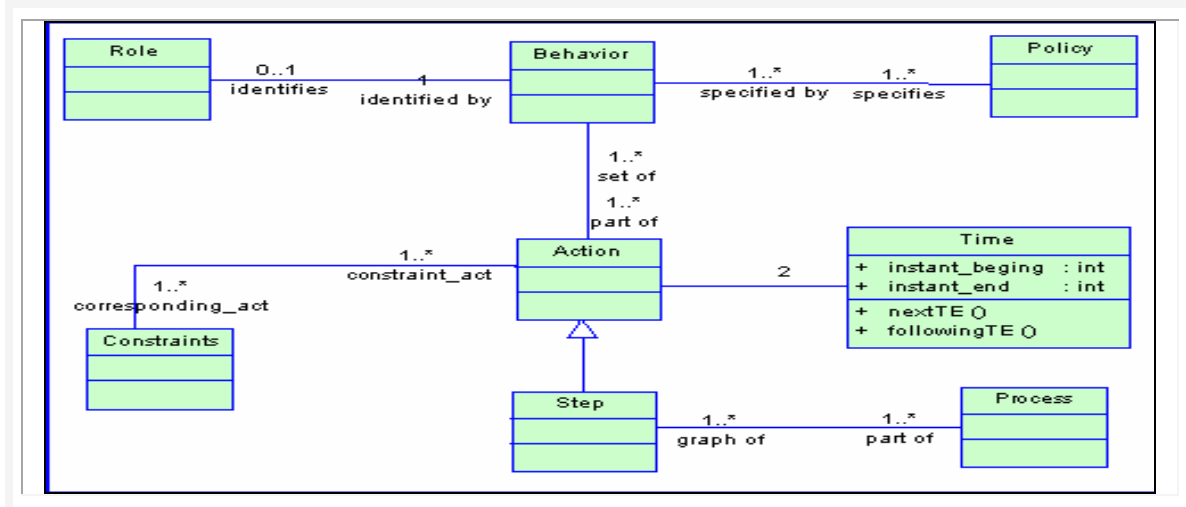 Role
0..1
identifies
1
identified by
Behavior
1..*
specified by
1..*
specifies
Policy
1..*
set of
1..*
part of
Action
1..*
constraint_act
1..*
corresponding_act
Constraints
2
Time
+ instant_beging : int
+ instant_end : int
+ nextTE ()
+ followingTE ()
Step
1..*
graph of
1..*
part of
Process